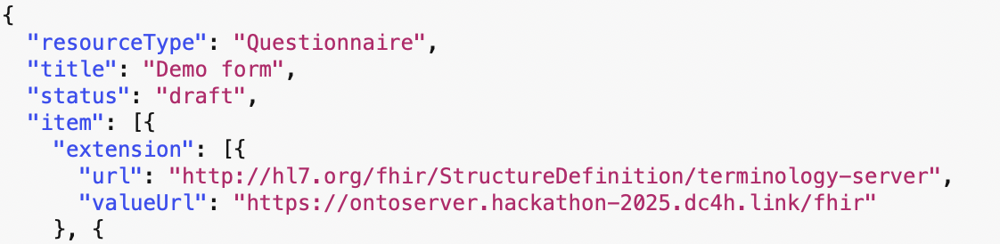 {
  "resourceType": "Questionnaire",
  "title": "Demo form",
  "status": "draft",
  "item": [{
    "extension": [{
      "url": "http://hl7.org/fhir/StructureDefinition/terminology-server",
      "valueUrl": "https://ontoserver.hackathon-2025.dc4h.link/fhir"
    }, {